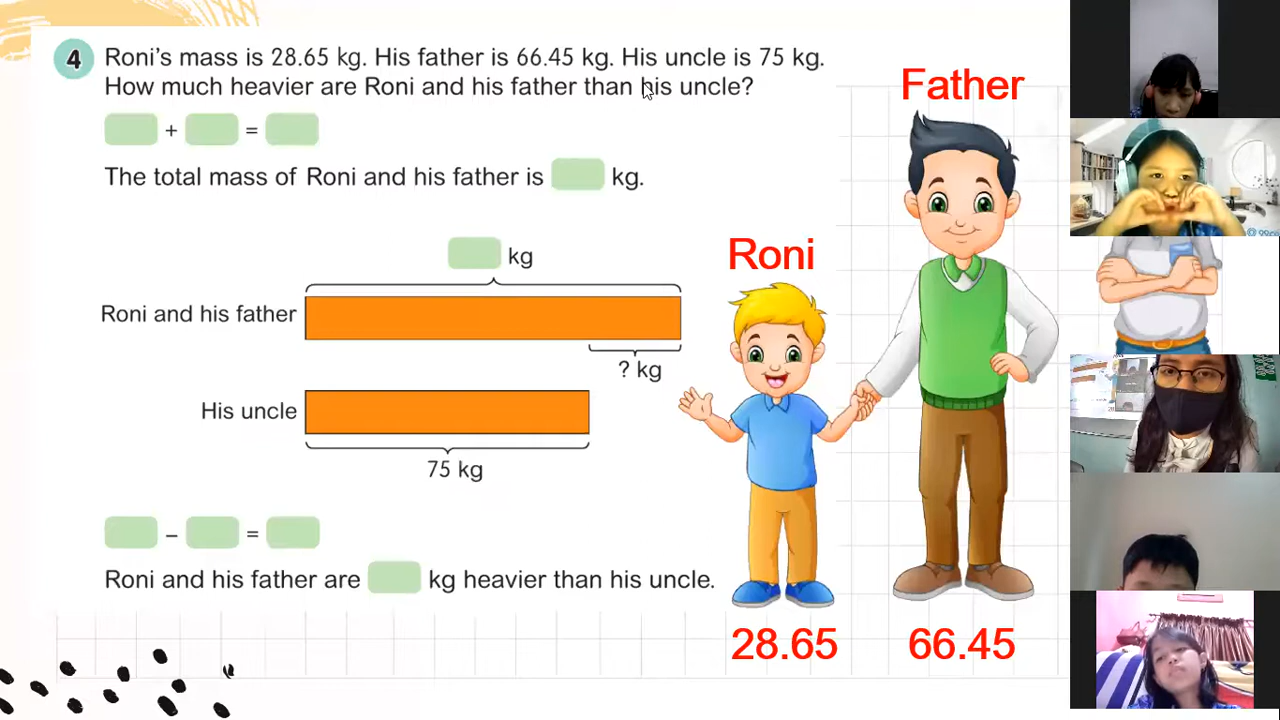 4 Roni's mass is 28.65 kg. His father is 66.45 kg. His uncle is 75 kg.
How much heavier are Roni and his father than his uncle?
+ =
The total mass of Roni and his father is kg.
kg
Roni and his father
? kg
His uncle
75 kg
– =
Roni and his father are kg heavier than his uncle.
Father
Roni
28.65 66.45